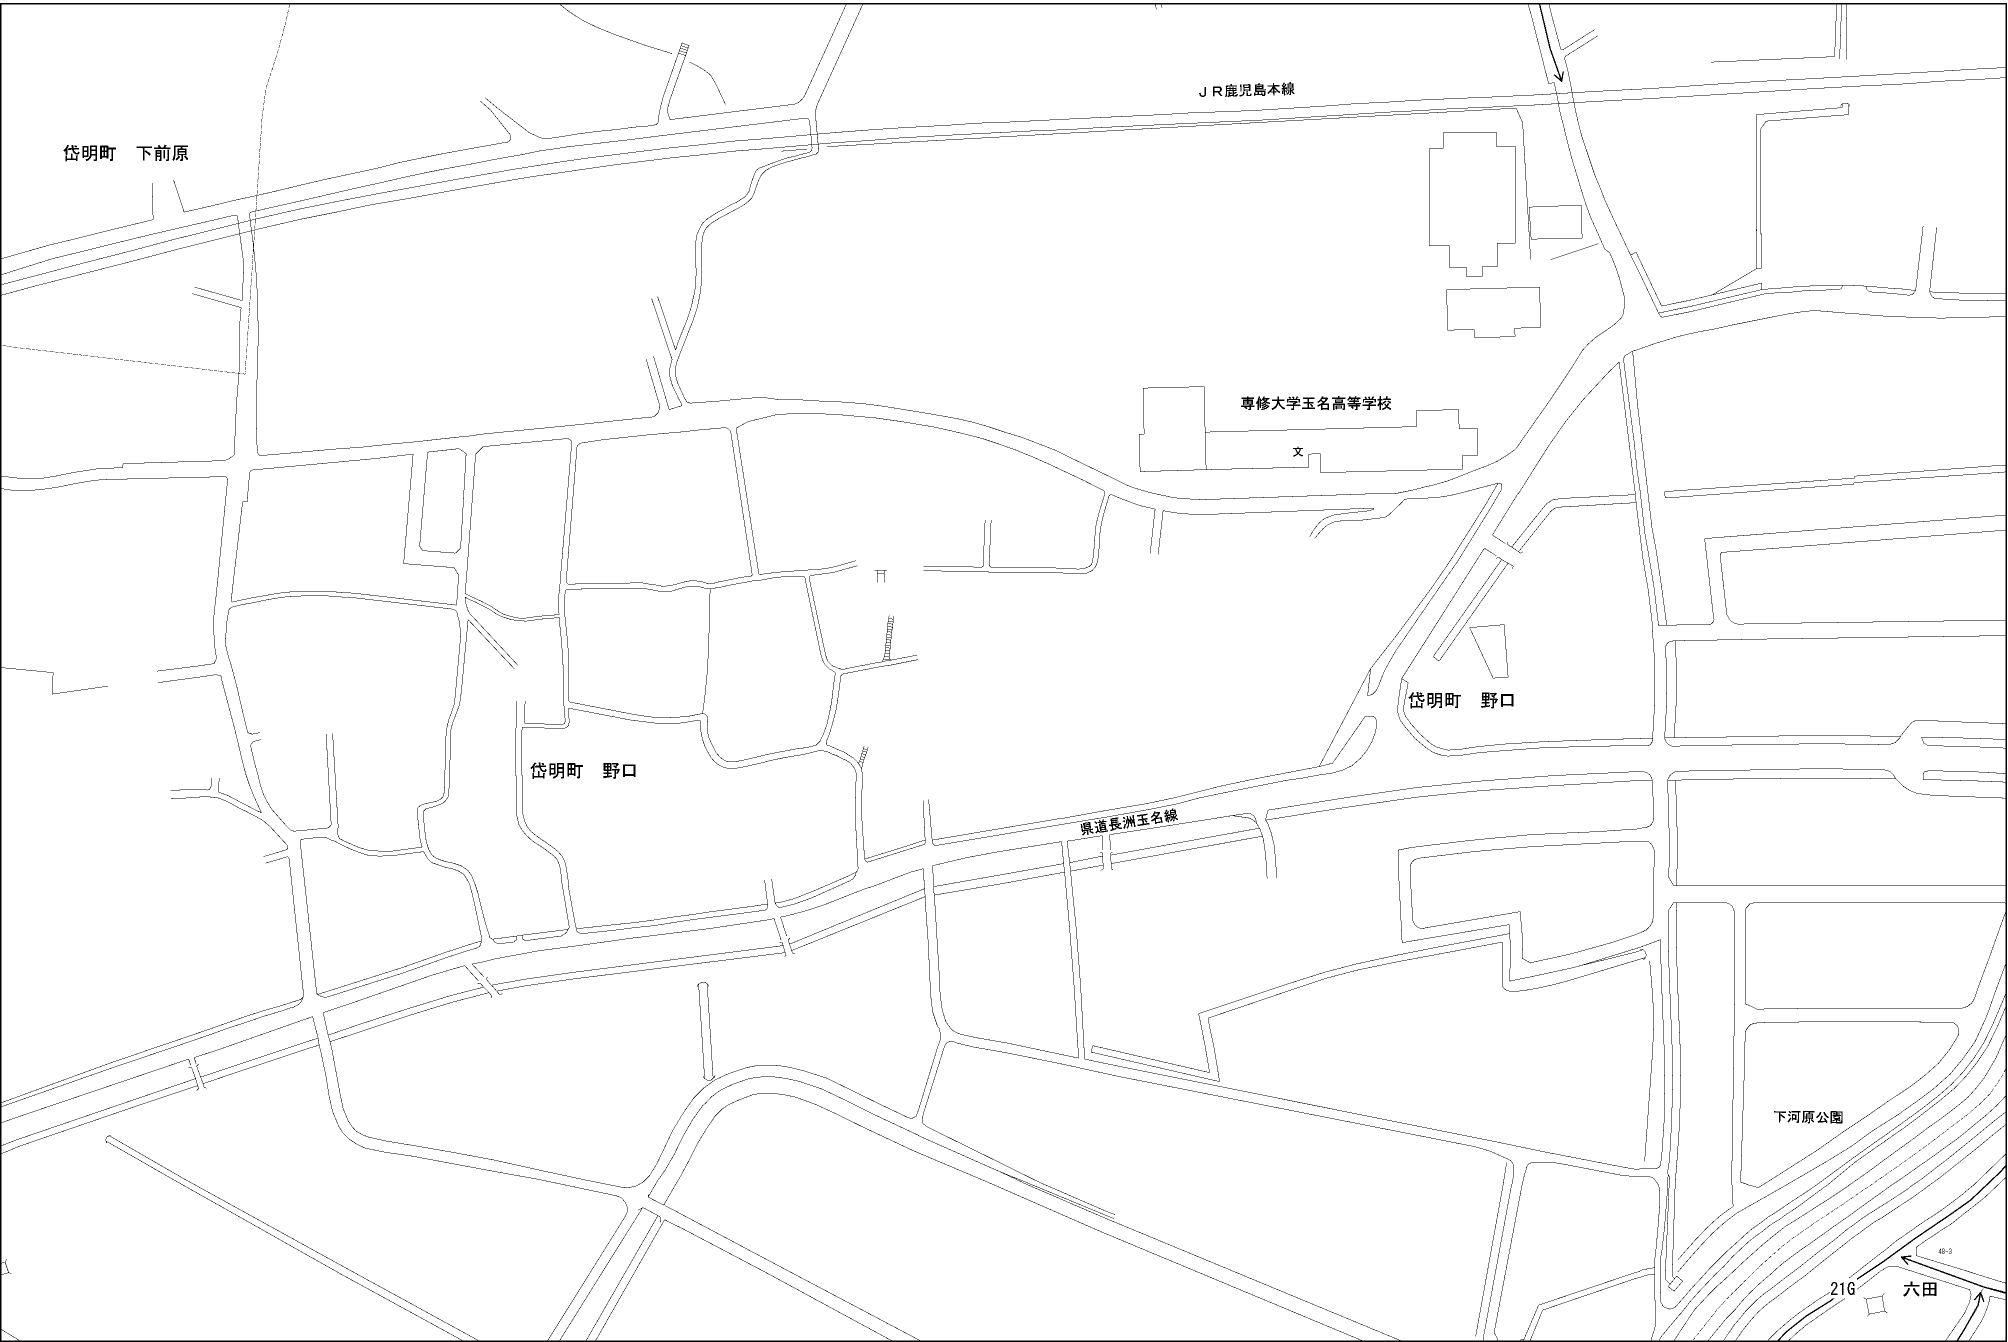 ＪＲ鹿児島本線
岱明町　下前原
専修大学玉名高等学校
文
岱明町　野口
岱明町　野口
県道長洲玉名線
下河原公園
48-3
21G
六田